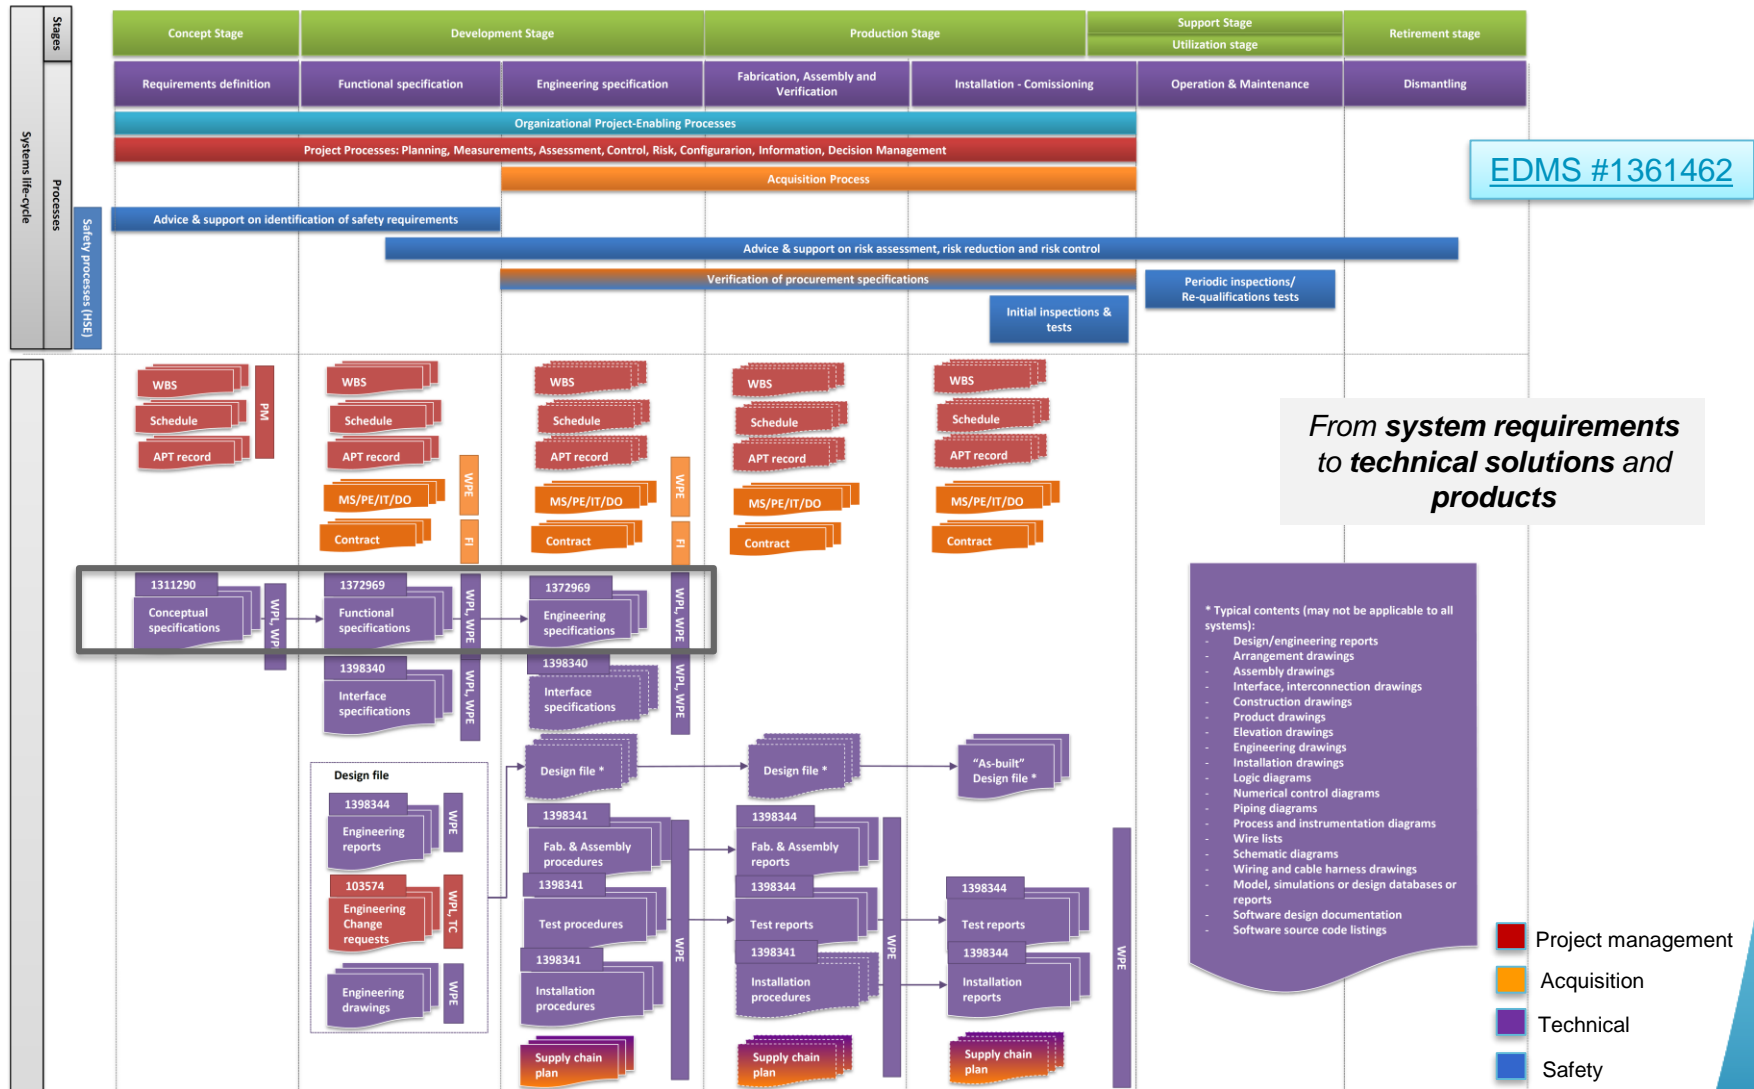 Stages
Concept Stage
Development Stage
Production Stage
Support Stage
Utilization stage
Retirement stage
Systems life-cycle
Processes
Requirements definition
Functional specification
Engineering specification
Fabrication, Assembly and
Verification
Installation - Comissioning
Operation & Maintenance
Dismantling
Organizational Project-Enabling Processes
Project Processes: Planning, Measurements, Assessment, Control, Risk, Configurarion, Information, Decision Management
Acquisition Process
EDMS #1361462
Safety processes (HSE)
Advice & support on identification of safety requirements
Advice & support on risk assessment, risk reduction and risk control
Verification of procurement specifications
Periodic inspections/
Re-qualifications tests
Initial inspections &
tests
WBS
Schedule
APT record
PM
WBS
Schedule
APT record
MS/PE/IT/DO
Contract
WPE
FI
WBS
Schedule
APT record
MS/PE/IT/DO
Contract
WPE
FI
WBS
Schedule
APT record
MS/PE/IT/DO
Contract
WBS
Schedule
APT record
MS/PE/IT/DO
Contract
From system requirements
to technical solutions and
products
1311290
Conceptual
specifications
WPL, WPE
1372969
Functional
specifications
WPL, WPE
1372969
Engineering
specifications
WPL, WPE
1398340
Interface
specifications
WPL, WPE
1398340
Interface
specifications
WPL, WPE
Design file
1398344
Engineering
reports
WPE
103574
Engineering
Change
requests
WPL, TC
Engineering
drawings
WPE
Design file *
Design file *
“As-built”
Design file *
1398341
Fab. & Assembly
procedures
1398344
Fab. & Assembly
reports
1398341
Test procedures
1398344
Test reports
1398344
Test reports
1398341
Installation
procedures
1398341
Installation
procedures
1398344
Installation
reports
WPE
WPE
WPE
Supply chain
plan
Supply chain
plan
Supply chain
plan
* Typical contents (may not be applicable to all
systems):
- Design/engineering reports
- Arrangement drawings
- Assembly drawings
- Interface, interconnection drawings
- Construction drawings
- Product drawings
- Elevation drawings
- Engineering drawings
- Installation drawings
- Logic diagrams
- Numerical control diagrams
- Piping diagrams
- Process and instrumentation diagrams
- Wire lists
- Schematic diagrams
- Wiring and cable harness drawings
- Model, simulations or design databases or
reports
- Software design documentation
- Software source code listings
Project management
Acquisition
Technical
Safety